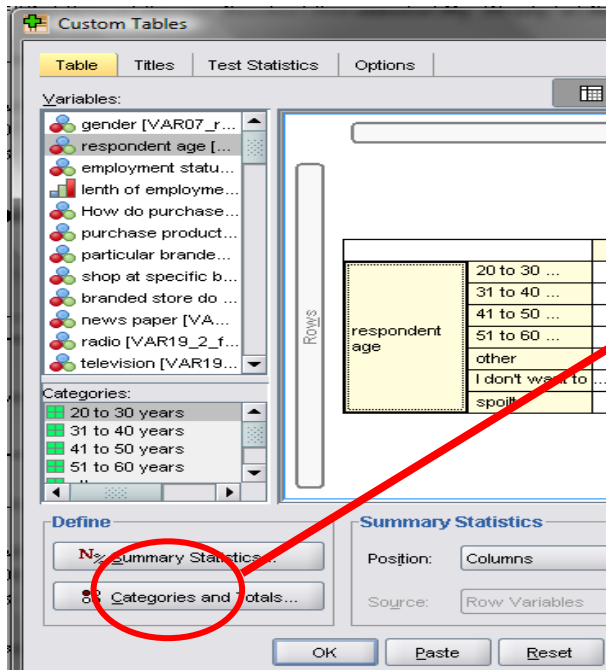 Custom Tables
Table Titles Test Statistics Options
Variables:
gender [VAR07_r...
respondent age [...
employment statu...
lenth of employme...
How do purchase...
purchase product...
particular brande...
shop at specific b...
branded store do ...
news paper [VA...
radio [VAR19_2_f...
television [VAR19...
Categories:
20 to 30 years
31 to 40 years
41 to 50 years
51 to 60 years
Rows
respondent age
20 to 30 ...
31 to 40 ...
41 to 50 ...
51 to 60 ...
other
I don't want to ...
spoilt
Define
N% Summary Statistics...
Categories and Totals...
Summary Statistics
Position: Columns
Source: Row Variables
OK Paste Reset